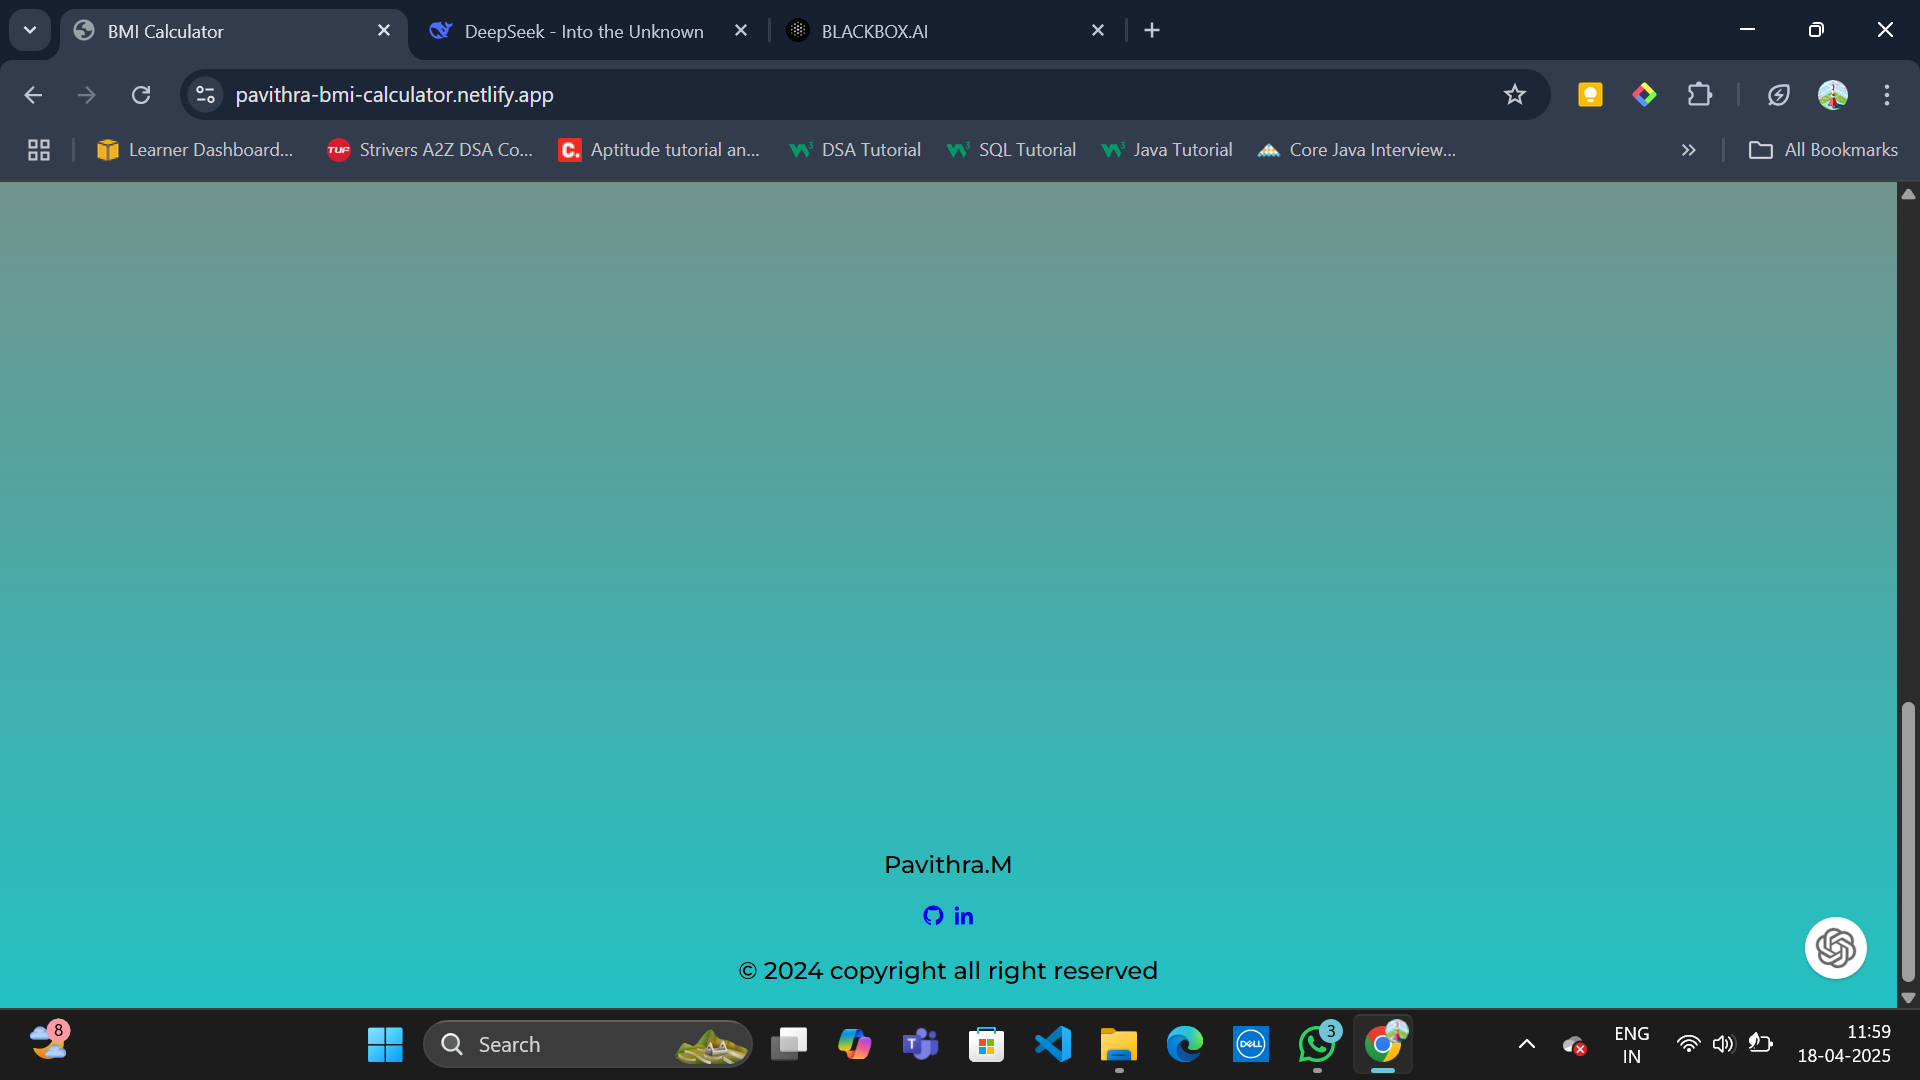 BMI Calculator
DeepSeek - Into the Unknown
BLACKBOX.AI
pavithra-bmi-calculator.netlify.app
Learner Dashboard...
TUF
Strivers A2Z DSA Co...
C.
Aptitude tutorial an...
DSA Tutorial
SQL Tutorial
Java Tutorial
Core Java Interview...
All Bookmarks
Pavithra.M
in
© 2024 copyright all right reserved
8
Search
T
DELL
3
ENG
IN
11:59
18-04-2025